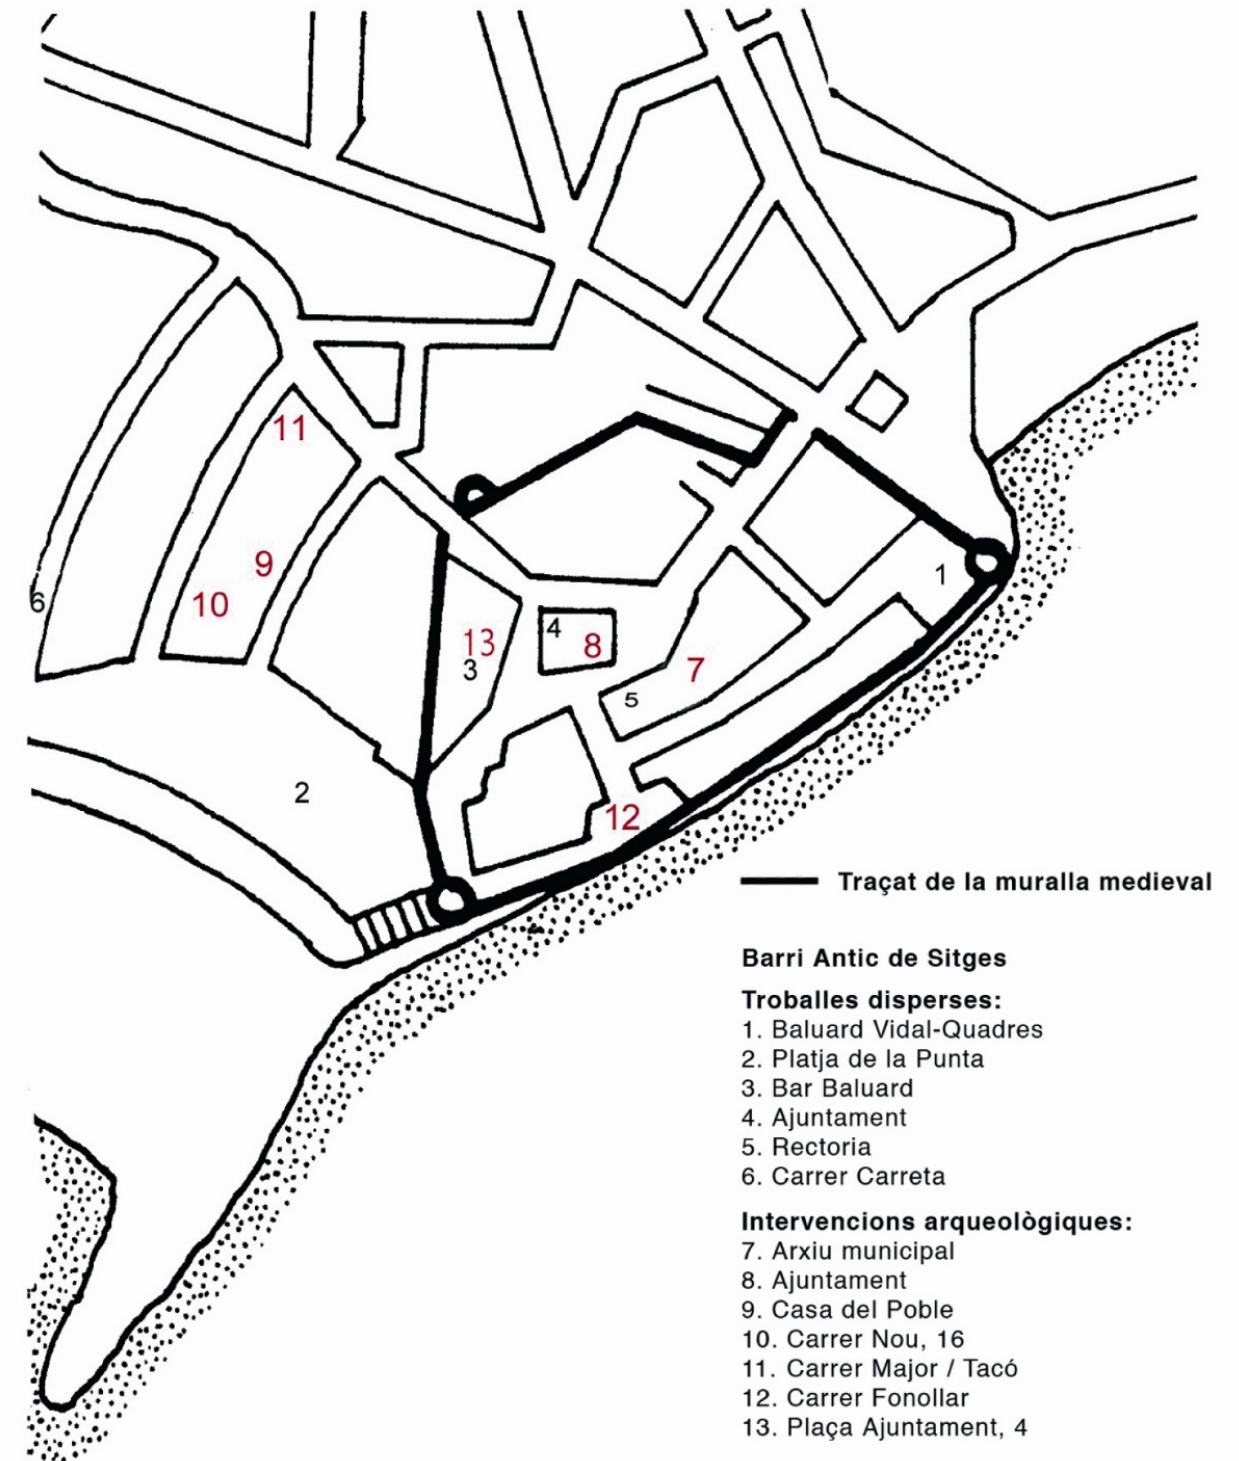 11
9
10
6
1
4
8
13
3
7
5
2
12
Traçat de la muralla medieval
Barri Antic de Sitges
Troballes disperses:
1. Baluard Vidal-Quadres
2. Platja de la Punta
3. Bar Baluard
4. Ajuntament
5. Rectoria
6. Carrer Carreta
Intervencions arqueològiques:
7. Arxiu municipal
8. Ajuntament
9. Casa del Poble
10. Carrer Nou, 16
11. Carrer Major / Tacó
12. Carrer Fonollar
13. Plaça Ajuntament, 4